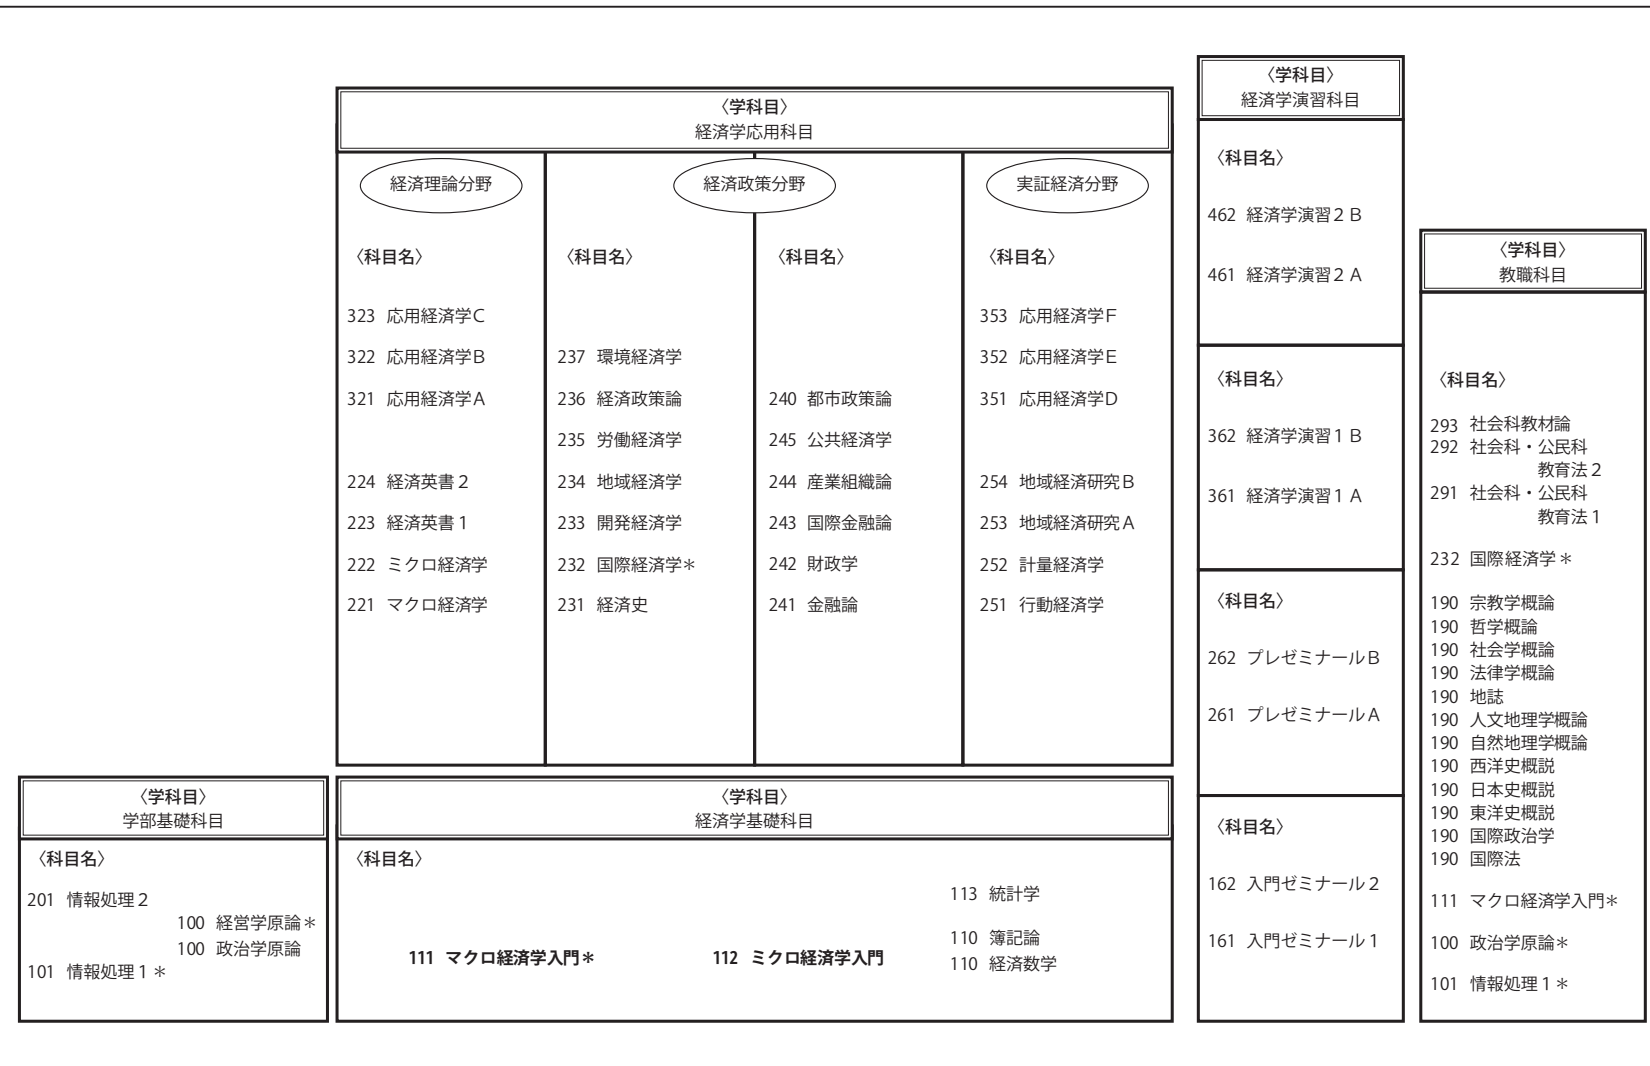 〈学科目〉
経済学応用科目
経済理論分野
〈科目名〉
323 応用経済学C
322 応用経済学B
321 応用経済学A
224 経済英書２
223 経済英書１
222 ミクロ経済学
221 マクロ経済学
経済政策分野
〈科目名〉
237 環境経済学
236 経済政策論
235 労働経済学
234 地域経済学
233 開発経済学
232 国際経済学＊
231 経済史
〈科目名〉
240 都市政策論
245 公共経済学
244 産業組織論
243 国際金融論
242 財政学
241 金融論
実証経済分野
〈科目名〉
353 応用経済学F
352 応用経済学E
351 応用経済学D
254 地域経済研究B
253 地域経済研究A
252 計量経済学
251 行動経済学
〈学科目〉
学部基礎科目
〈科目名〉
201 情報処理２
100 経営学原論＊
100 政治学原論
101 情報処理１＊
〈学科目〉
経済学基礎科目
〈科目名〉
111 マクロ経済学入門＊
112 ミクロ経済学入門
113 統計学
110 簿記論
110 経済数学
〈学科目〉
経済学演習科目
〈科目名〉
462 経済学演習２B
461 経済学演習２A
〈科目名〉
362 経済学演習１B
361 経済学演習１A
〈科目名〉
262 プレゼミナールB
261 プレゼミナールA
〈科目名〉
162 入門ゼミナール２
161 入門ゼミナール１
〈学科目〉
教職科目
〈科目名〉
293 社会科教材論
292 社会科・公民科
教育法２
291 社会科・公民科
教育法１
232 国際経済学＊
190 宗教学概論
190 哲学概論
190 社会学概論
190 法律学概論
190 地誌
190 人文地理学概論
190 自然地理学概論
190 西洋史概説
190 日本史概説
190 東洋史概説
190 国際政治学
190 国際法
111 マクロ経済学入門＊
100 政治学原論＊
101 情報処理１＊